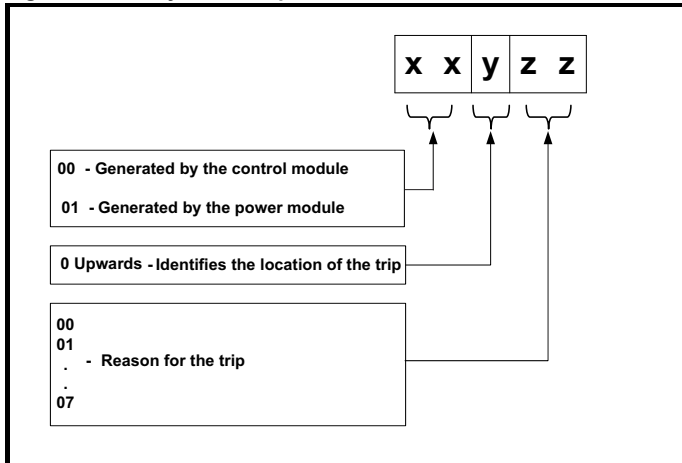 x x y z z
00 - Generated by the control module
01 - Generated by the power module
0 Upwards - Identifies the location of the trip
00
01
.
- Reason for the trip
.
07